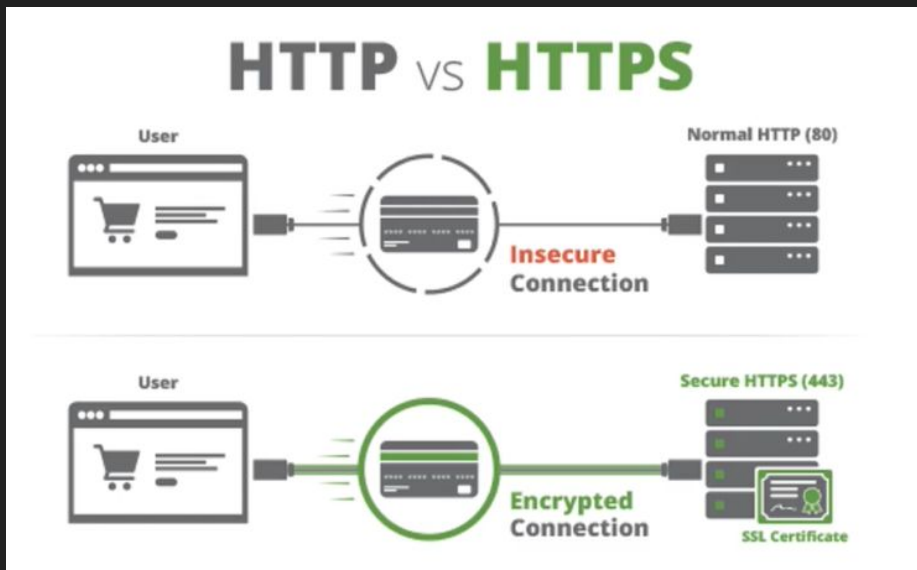 HTTP VS HTTPS
User
Normal HTTP (80)
Insecure
Connection
User
Secure HTTPS (443)
Encrypted
Connection
SSL Certificate